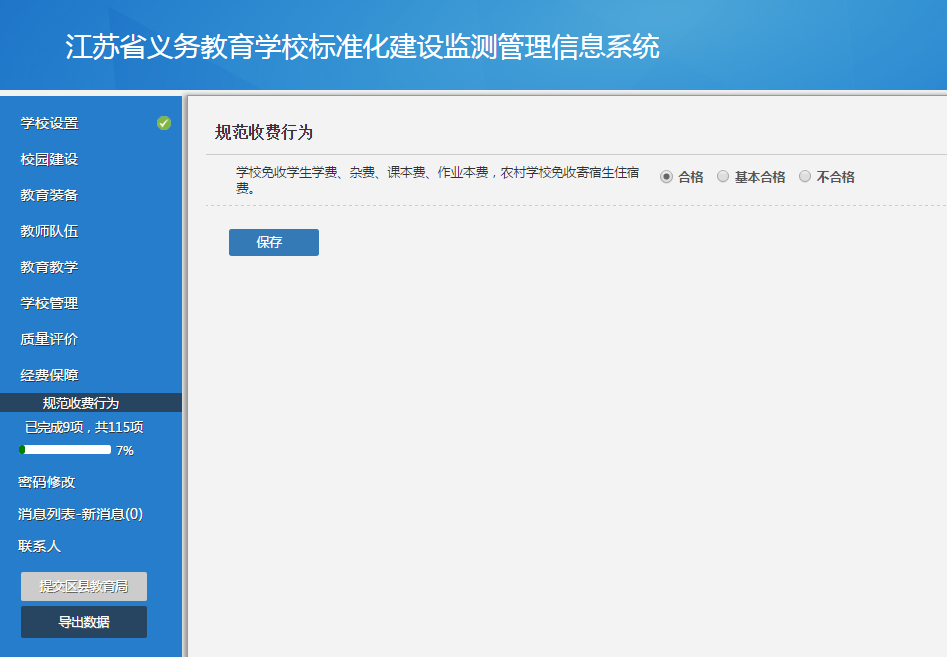 江苏省义务教育学校标准化建设监测管理信息系统
学校设置
校园建设
教育装备
教师队伍
教育教学
学校管理
质量评价
经费保障
规范收费行为
已完成9项，共115项
7%
密码修改
消息列表-新消息(0)
联系人
提交区县教育局
导出数据
规范收费行为
学校免收学生学费、杂费、课本费、作业本费，农村学校免收寄宿生住宿
费。
合格 基本合格 不合格
保存